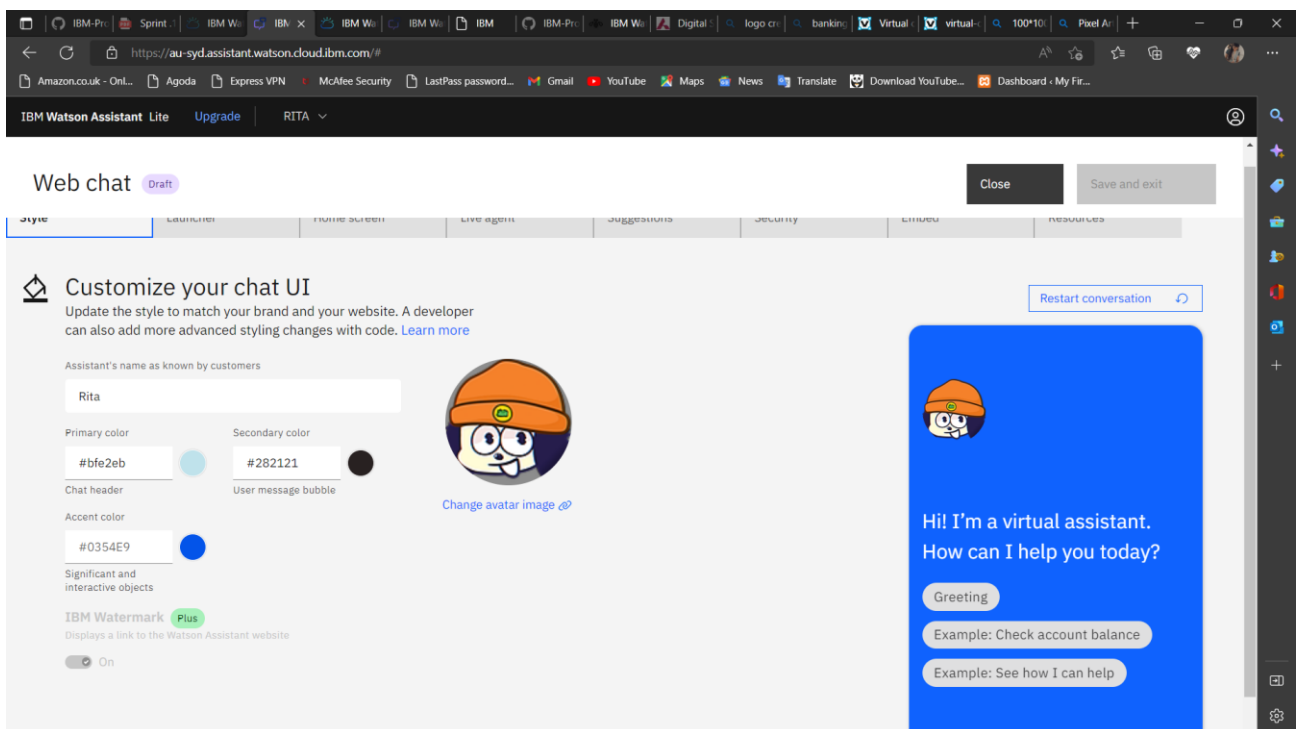 IBM-Pro
Sprint
IBM Wa
IBM
IBM Wa
IBM Wa
IBM
IBM-Pro
IBM Wa
Digital
logo cre
banking
Virtual
virtual-
100*10
Pixel Ar
https://au-syd.assistant.watson.cloud.ibm.com/#
Amazon.co.uk - Onl...
Agoda
Express VPN
McAfee Security
LastPass password...
Gmail
YouTube
Maps
News
Translate
Download YouTube...
Dashboard ‹ My Fir...
IBM Watson Assistant Lite
Upgrade
RITA
Web chat
Draft
Close
Save and exit
Style
Launcher
Home screen
Live agent
Suggestions
Security
Embed
Resources
Customize your chat UI
Update the style to match your brand and your website. A developer
can also add more advanced styling changes with code. Learn more
Restart conversation
Assistant's name as known by customers
Rita
Primary color
Secondary color
#bfe2eb
#282121
Chat header
User message bubble
Change avatar image
Accent color
#0354E9
Significant and
interactive objects
IBM Watermark
Plus
Displays a link to the Watson Assistant website
On
Hi! I'm a virtual assistant.
How can I help you today?
Greeting
Example: Check account balance
Example: See how I can help